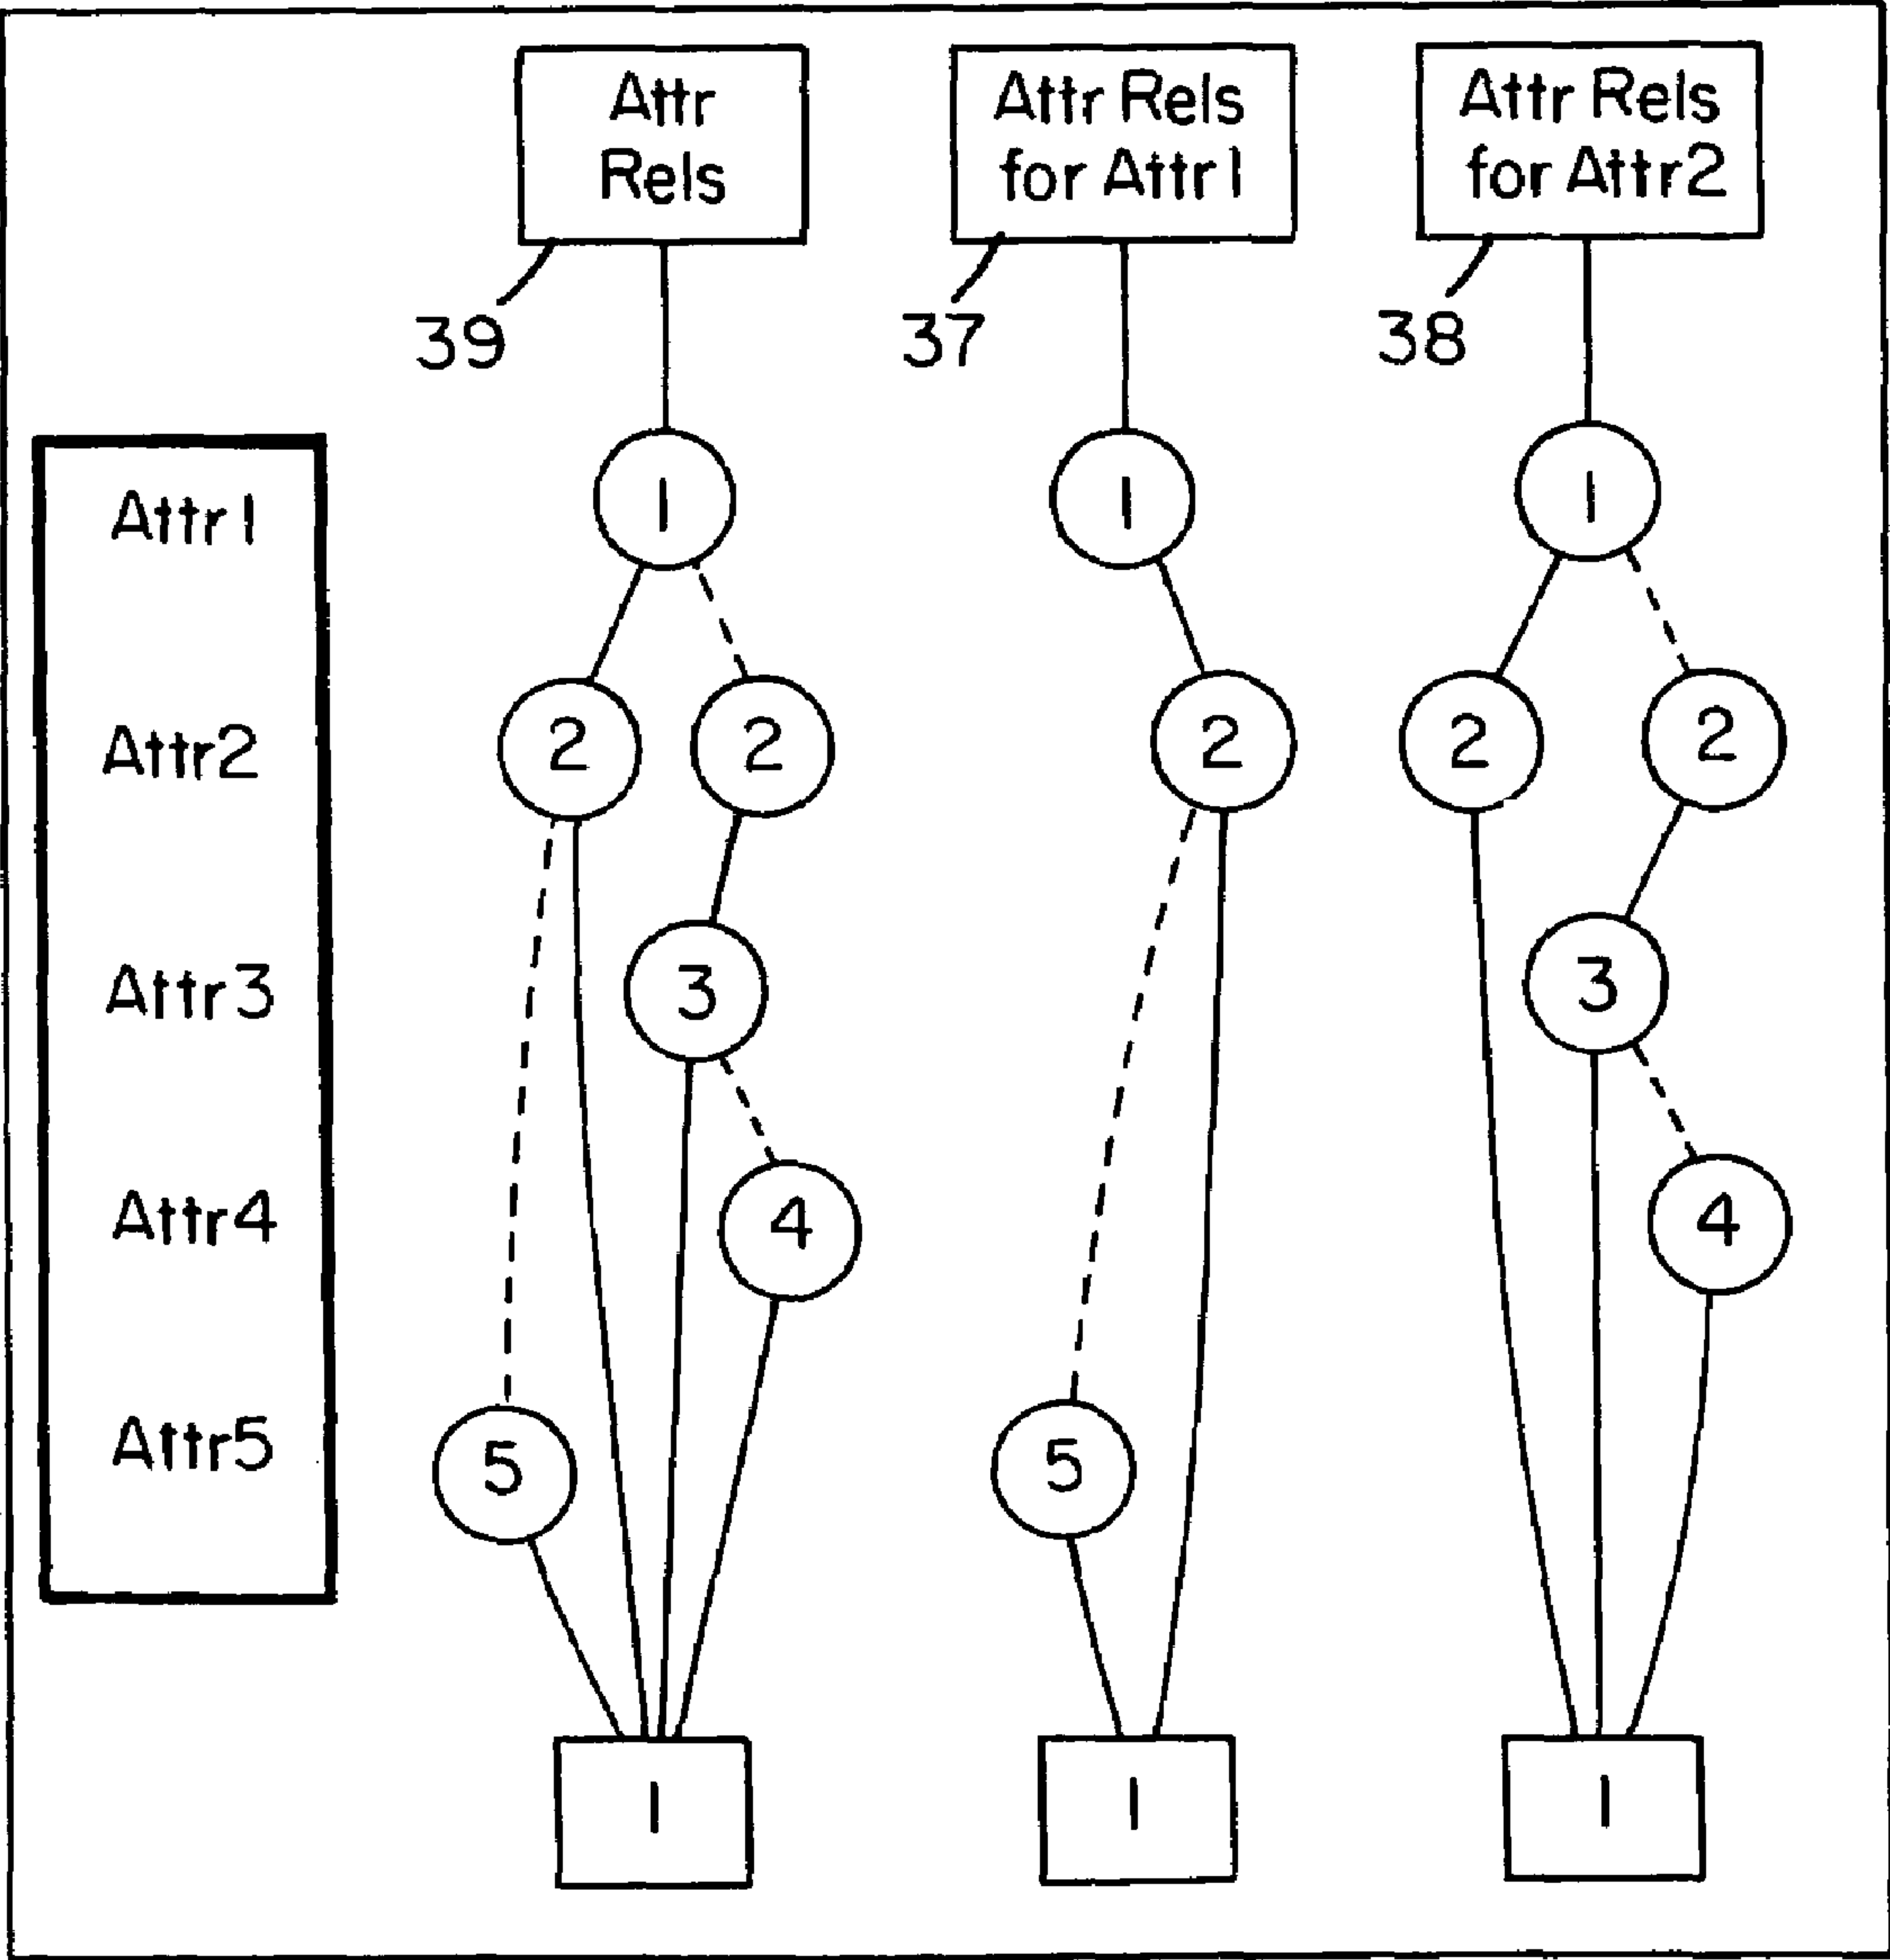 Attr
Rels
Attr Rels
for Attr1
Attr Rels
for Attr2
39
37
38
Attr1
1
1
1
Attr2
2
2
2
2
2
Attr3
3
3
Attr4
4
4
Attr5
5
5
1
1
1